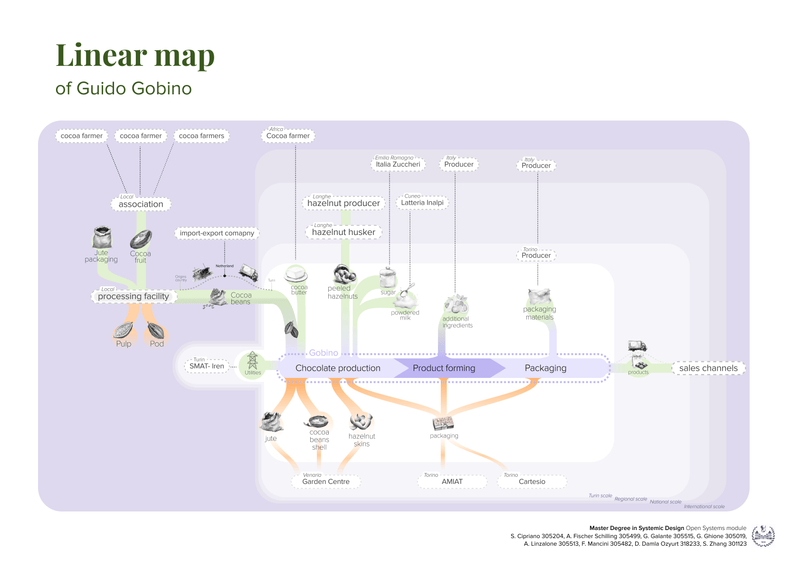 Linear map
of Guido Gobino
cocoa farmer
cocoa farmer
cocoa farmers
Africa
Cocoa farmer
Emilia Romagna
Italia Zuccheri
Italy
Producer
Italy
Producer
Local
association
Langhe
hazelnut producer
Cuneo
Latteria Inalpi
Langhe
hazelnut husker
import-export comapny
Jute
packaging
Cocoa
fruit
Netherland
Turin
Torino
Producer
Local
processing facility
Cocoa
beans
cocoa
butter
peeled
hazelnuts
sugar
powdered
milk
additional
ingredients
packaging
materials
Pulp
Pod
Turin
SMAT- Iren
Utilities
Gobino
Chocolate production
Product forming
Packaging
products
sales channels
jute
cocoa
beans
shell
hazelnut
skins
packaging
Venaria
Garden Centre
Torino
AMIAT
Torino
Cartesio
Turin scale
Regional scale
National scale
International scale
Master Degree in Systemic Design Open Systems module
S. Cipriano 305204, A. Fischer Schilling 305499, G. Galante 305515, G. Ghione 305019,
A. Linzalone 305513, F. Mancini 305482, D. Damla Ozyurt 318233, S. Zhang 301123